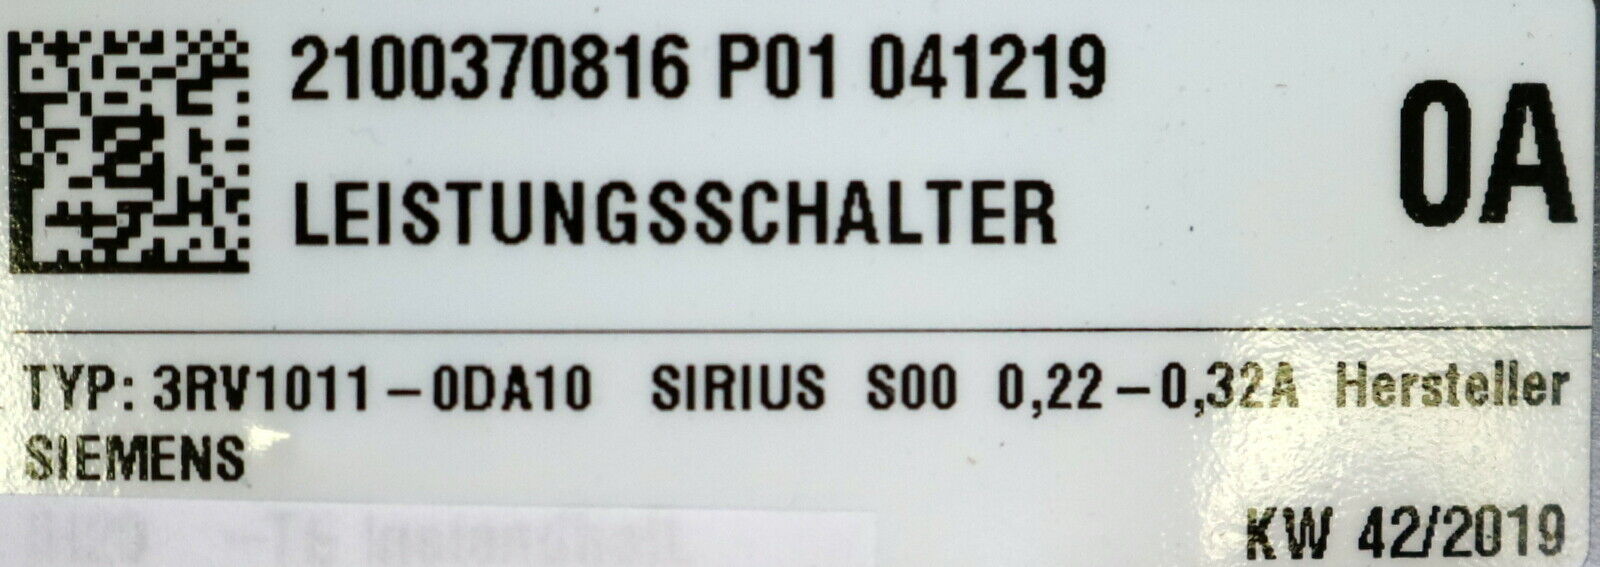 2100370816 P01 041219
0A
LEISTUNGSSCHALTER
TYP: 3RV1011-0DA10 SIRIUS S00 0,22-0,32A Hersteller
SIEMENS
KW 42/2019